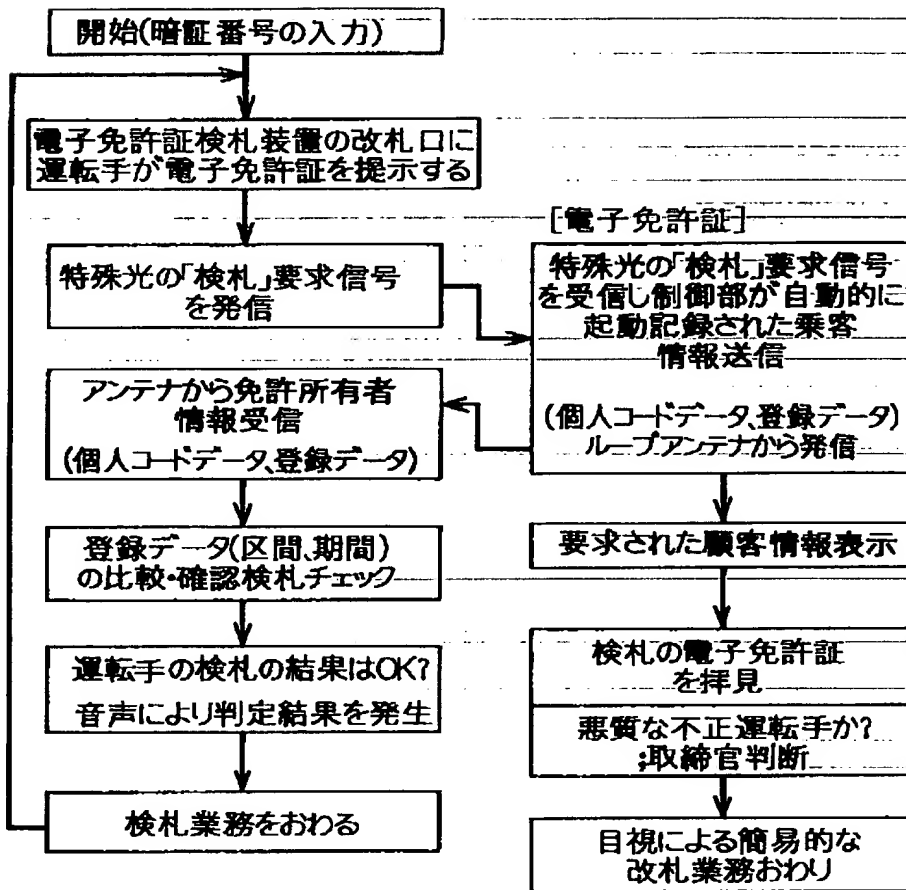 開始(暗証番号の入力)
電子免許証検札装置の改札口に
運転手が電子免許証を提示する
特殊光の「検札」要求信号
を発信
アンテナから免許所有者
情報受信
(個人コードデータ、登録データ)
登録データ(区間、期間)
の比較・確認検札チェック
運転手の検札の結果はOK?
音声により判定結果を発生
検札業務をおわる
[電子免許証]
特殊光の「検札」要求信号
を受信し制御部が自動的に
起動記録された乗客
情報送信
(個人コードデータ、登録データ)
ループアンテナから発信
要求された顧客情報表示
検札の電子免許証
を拝見
悪質な不正運転手か?
;取締官判断
目視による簡易的な
改札業務おわり